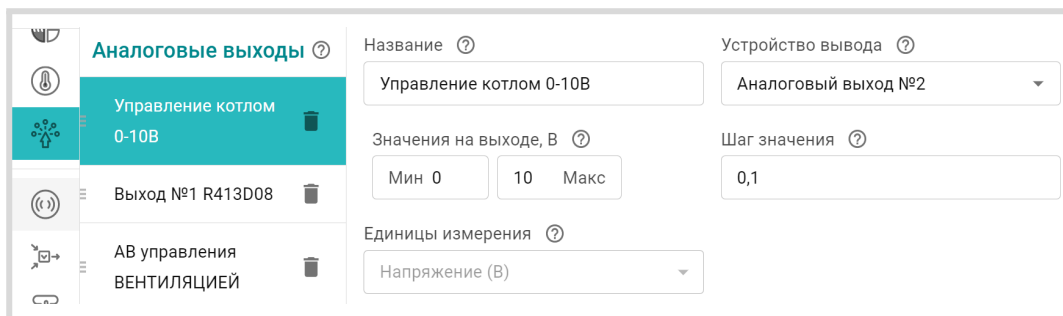 Аналоговые выходы
Управление котлом
0-10В
Выход №1 R413D08
АВ управления
ВЕНТИЛЯЦИЕЙ
Название
Управление котлом 0-10В
Устройство вывода
Аналоговый выход №2
Значения на выходе, В
Мин 0
10 Макс
Шаг значения
0,1
Единицы измерения
Напряжение (В)